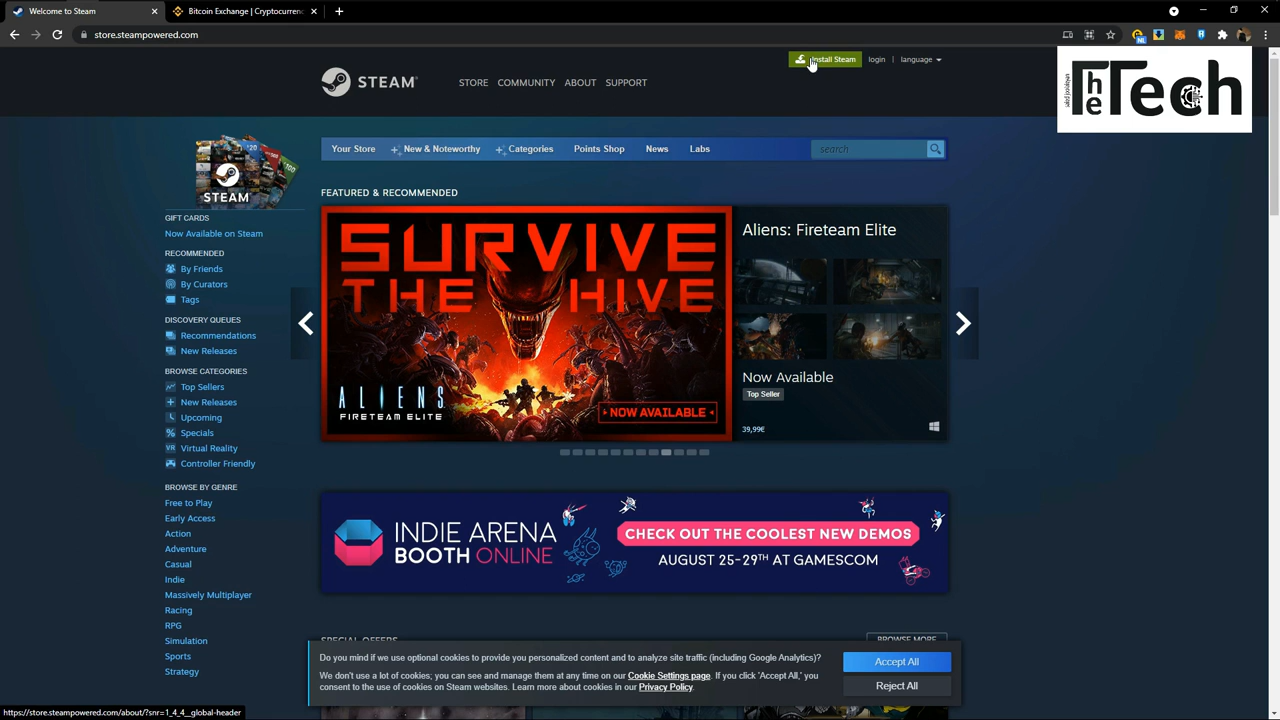 Welcome to Steam
Bitcoin Exchange | Cryptocurrenc
store.steampowered.com
Install Steam
login
language
The Tech
STEAM
STORE
COMMUNITY
ABOUT
SUPPORT
Your Store
New & Noteworthy
Categories
Points Shop
News
Labs
search
STEAM
GIFT CARDS
Now Available on Steam
RECOMMENDED
By Friends
By Curators
Tags
DISCOVERY QUEUES
Recommendations
New Releases
BROWSE CATEGORIES
Top Sellers
New Releases
Upcoming
Specials
VR Virtual Reality
Controller Friendly
BROWSE BY GENRE
Free to Play
Early Access
Action
Adventure
Casual
Indie
Massively Multiplayer
Racing
RPG
Simulation
Sports
Strategy
FEATURED & RECOMMENDED
SURVIVE
THE HIVE
ALIENS
FIRETEAM ELITE
NOW AVAILABLE
Aliens: Fireteam Elite
Now Available
Top Seller
39,99€
INDIE ARENA
BOOTH ONLINE
CHECK OUT THE COOLEST NEW DEMOS
AUGUST 25-29TH AT GAMESCOM
SPECIAL OFFERS
BROWSE MORE
Do you mind if we use optional cookies to provide you personalized content and to analyze site traffic (including Google Analytics)?
We don't use a lot of cookies; you can see and manage them at any time on our Cookie Settings page. If you click 'Accept All,' you
consent to the use of cookies on Steam websites. Learn more about cookies in our Privacy Policy.
Accept All
Reject All
https://store.steampowered.com/about/?snr=1_4_4__global-header